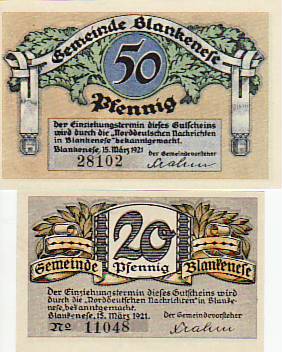 Gemeinde Blankenese
50
Pfennig
Der Einziehungstermin dieses Gutscheins
wird durch die "Norddeutschen Nachrichten
in Blankenese" bekanntgemacht.
Blankenese, 15. März 1921. der Gemeindevorsteher
28102
20
Gemeinde Pfennig Blankenese
Der Einziehungstermin dieses Gutscheins wird
durch die "Norddeutschen Nachrichten" in Blanke-
nese, bekanntgemacht.
Blankenese, 15. März 1921. der Gemeindevorsteher
No 11048